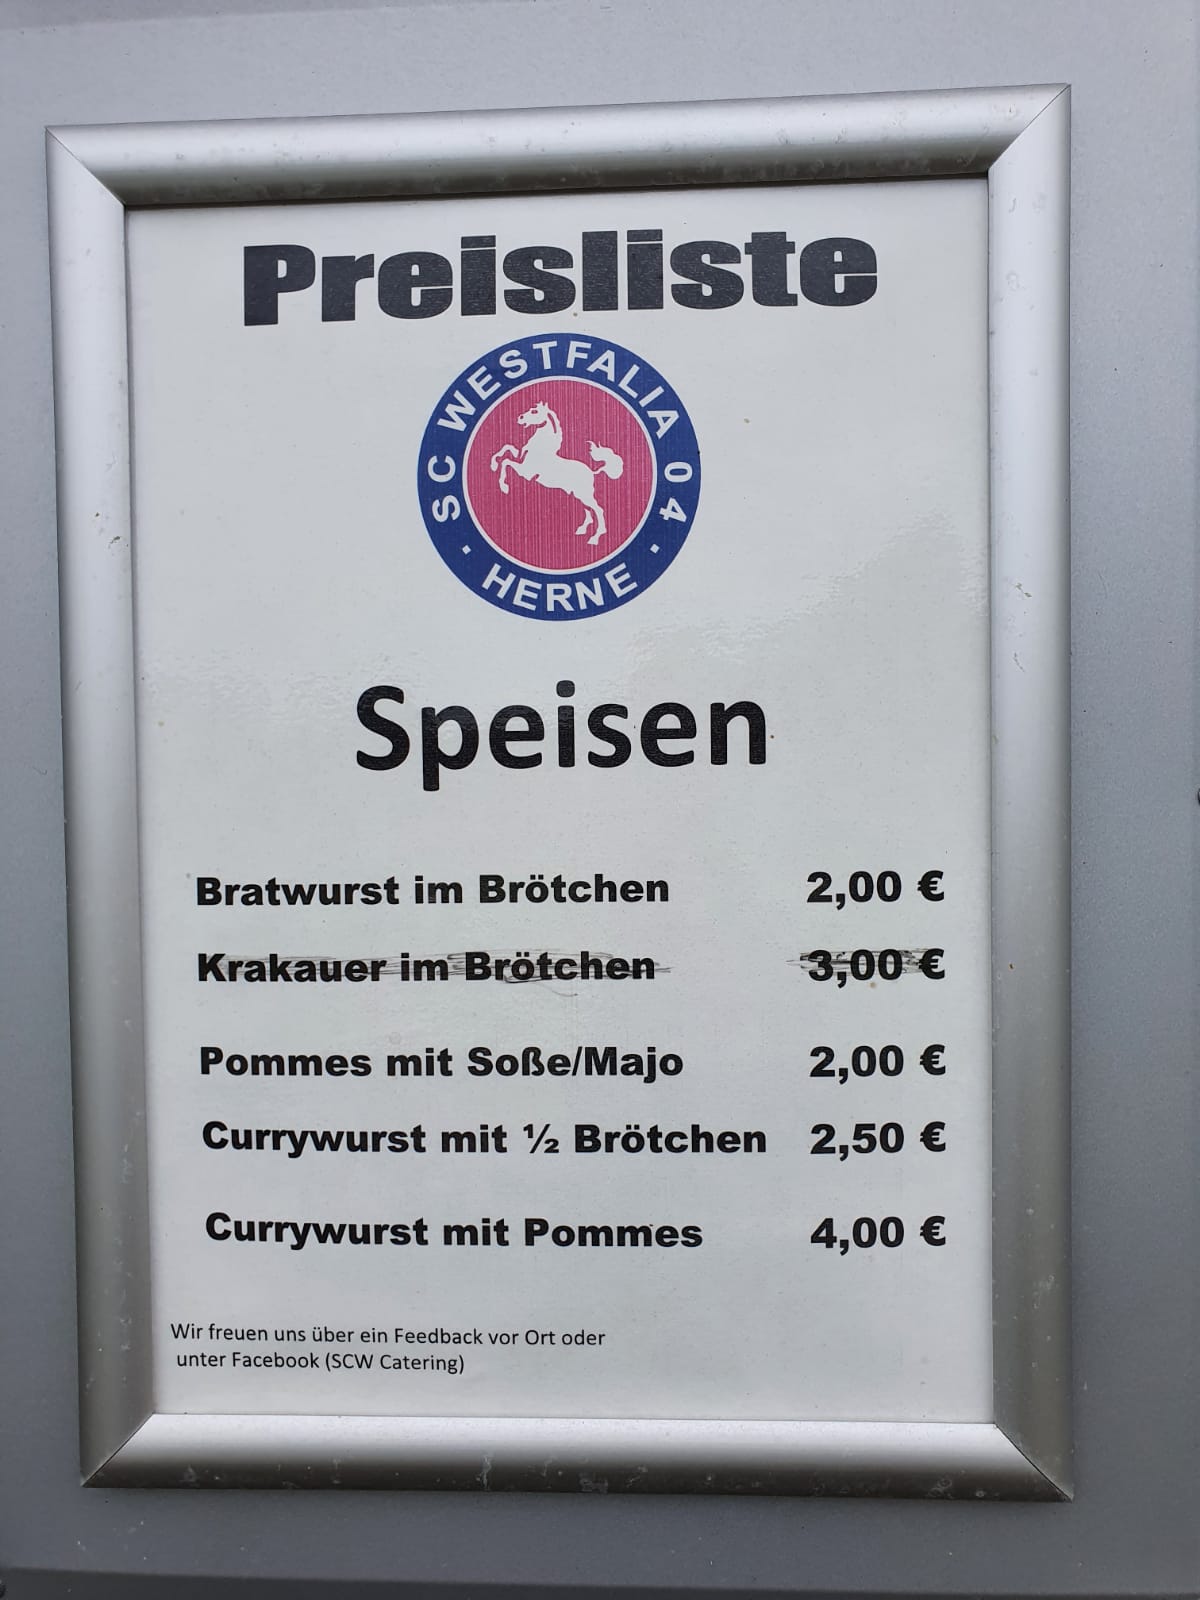 Preisliste
SC WESTFALIA 04
HERNE
Speisen
Bratwurst im Brötchen 2,00 €
Krakauer im Brötchen 3,00 €
Pommes mit Soße/Majo 2,00 €
Currywurst mit ½ Brötchen 2,50 €
Currywurst mit Pommes 4,00 €
Wir freuen uns über ein Feedback vor Ort oder
unter Facebook (SCW Catering)